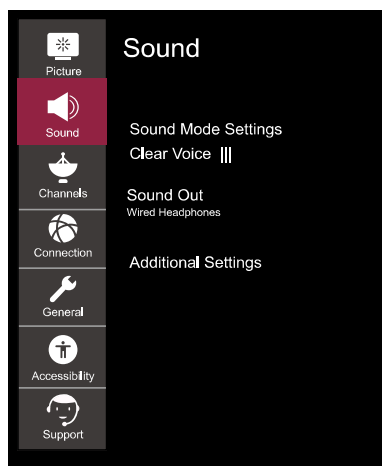 Picture
Sound
Channels
Connection
General
Accessibility
Support
Sound
Sound Mode Settings
Clear Voice |||
Sound Out
Wired Headphones
Additional Settings